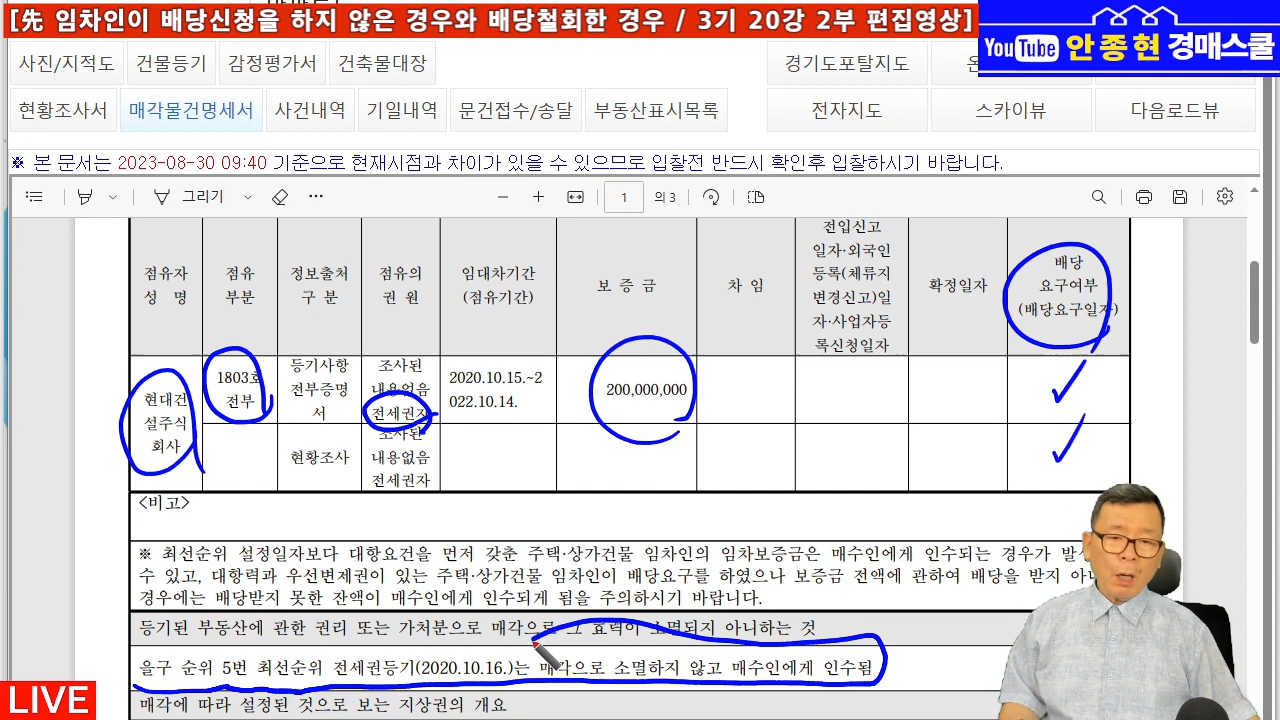 [先 임차인이 배당신청을 하지 않은 경우와 배당철회한 경우 / 3기 20강 2부 편집영상]
YouTube 안종현 경매스쿨
사진/지적도 건물등기 감정평가서 건축물대장 경기도포탈지도
현황조사서 매각물건명세서 사건내역 기일내역 문건접수/송달 부동산표시목록 전자지도 스카이뷰 다음로드뷰
※ 본 문서는 2023-08-30 09:40 기준으로 현재시점과 차이가 있을 수 있으므로 입찰전 반드시 확인후 입찰하시기 바랍니다.
그리기 1 의 3
점유자
성 명
점유
부분
정보출처
구 분
점유의
권 원
임대차기간
(점유기간)
보 증 금
차 임
전입신고
일자·외국인
등록(체류지
변경신고)일
자·사업자등
록신청일자
확정일자
배당
요구여부
(배당요구일자)
현대건
설주식
회사
1803호
전부
등기사항
전부증명
서
조사된
내용없음
전세권자
2020.10.15.~2
022.10.14.
200,000,000
현황조사
조사된
내용없음
전세권자
<비고>
※ 최선순위 설정일자보다 대항요건을 먼저 갖춘 주택·상가건물 임차인의 임차보증금은 매수인에게 인수되는 경우가
수 있고, 대항력과 우선변제권이 있는 주택·상가건물 임차인이 배당요구를 하였으나 보증금 전액에 관하여 배당을 받지
경우에는 배당받지 못한 잔액이 매수인에게 인수되게 됨을 주의하시기 바랍니다.
등기된 부동산에 관한 권리 또는 가처분으로 매각으로 그 효력이 소멸되지 아니하는 것
을구 순위 5번 최선순위 전세권등기(2020.10.16.)는 매각으로 소멸하지 않고 매수인에게 인수됨
매각에 따라 설정된 것으로 보는 지상권의 개요
LIVE